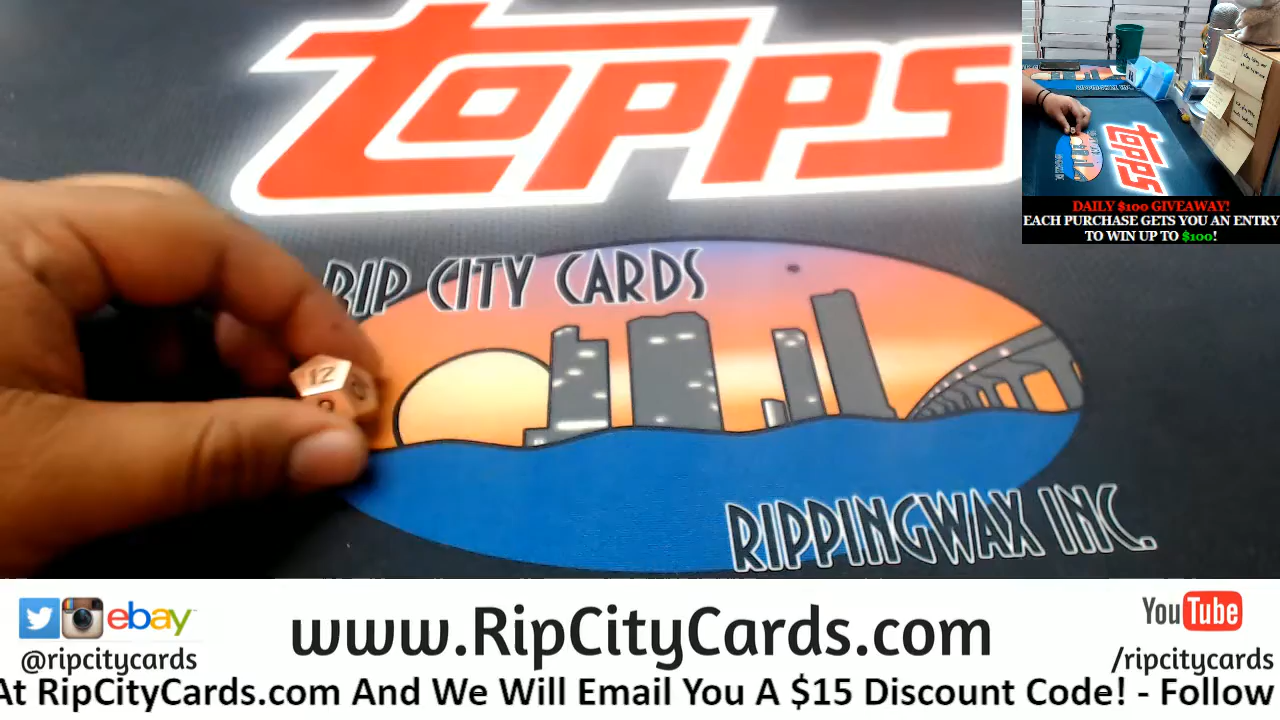 TOPPS
RIP CITY CARDS
12
RIPPINGWAX INC.
TOPPS
DAILY $100 GIVEAWAY!
EACH PURCHASE GETS YOU AN ENTRY
TO WIN UP TO $100!
ebay
@ripcitycards
www.RipCityCards.com
YouTube
/ripcitycards
At RipCityCards.com And We Will Email You A $15 Discount Code! - Follow